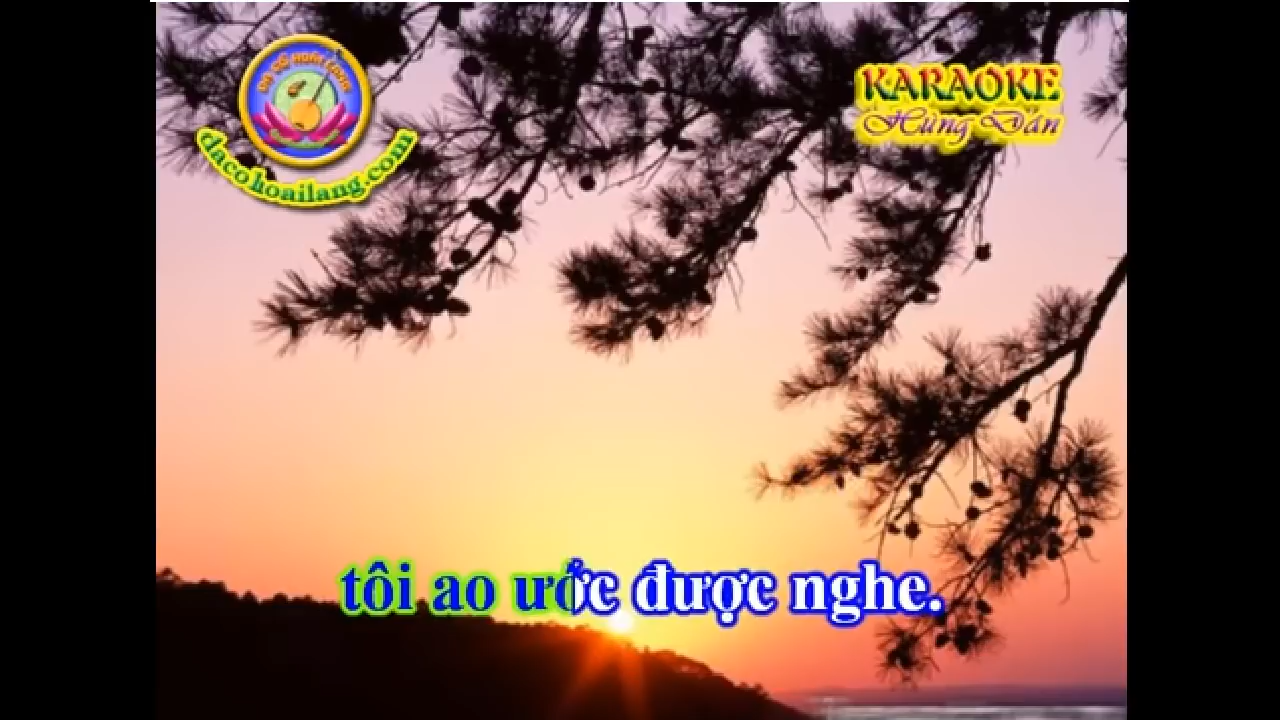 dacohoailang.com
KARAOKE
Hùng Dân
tôi ao ước được nghe.